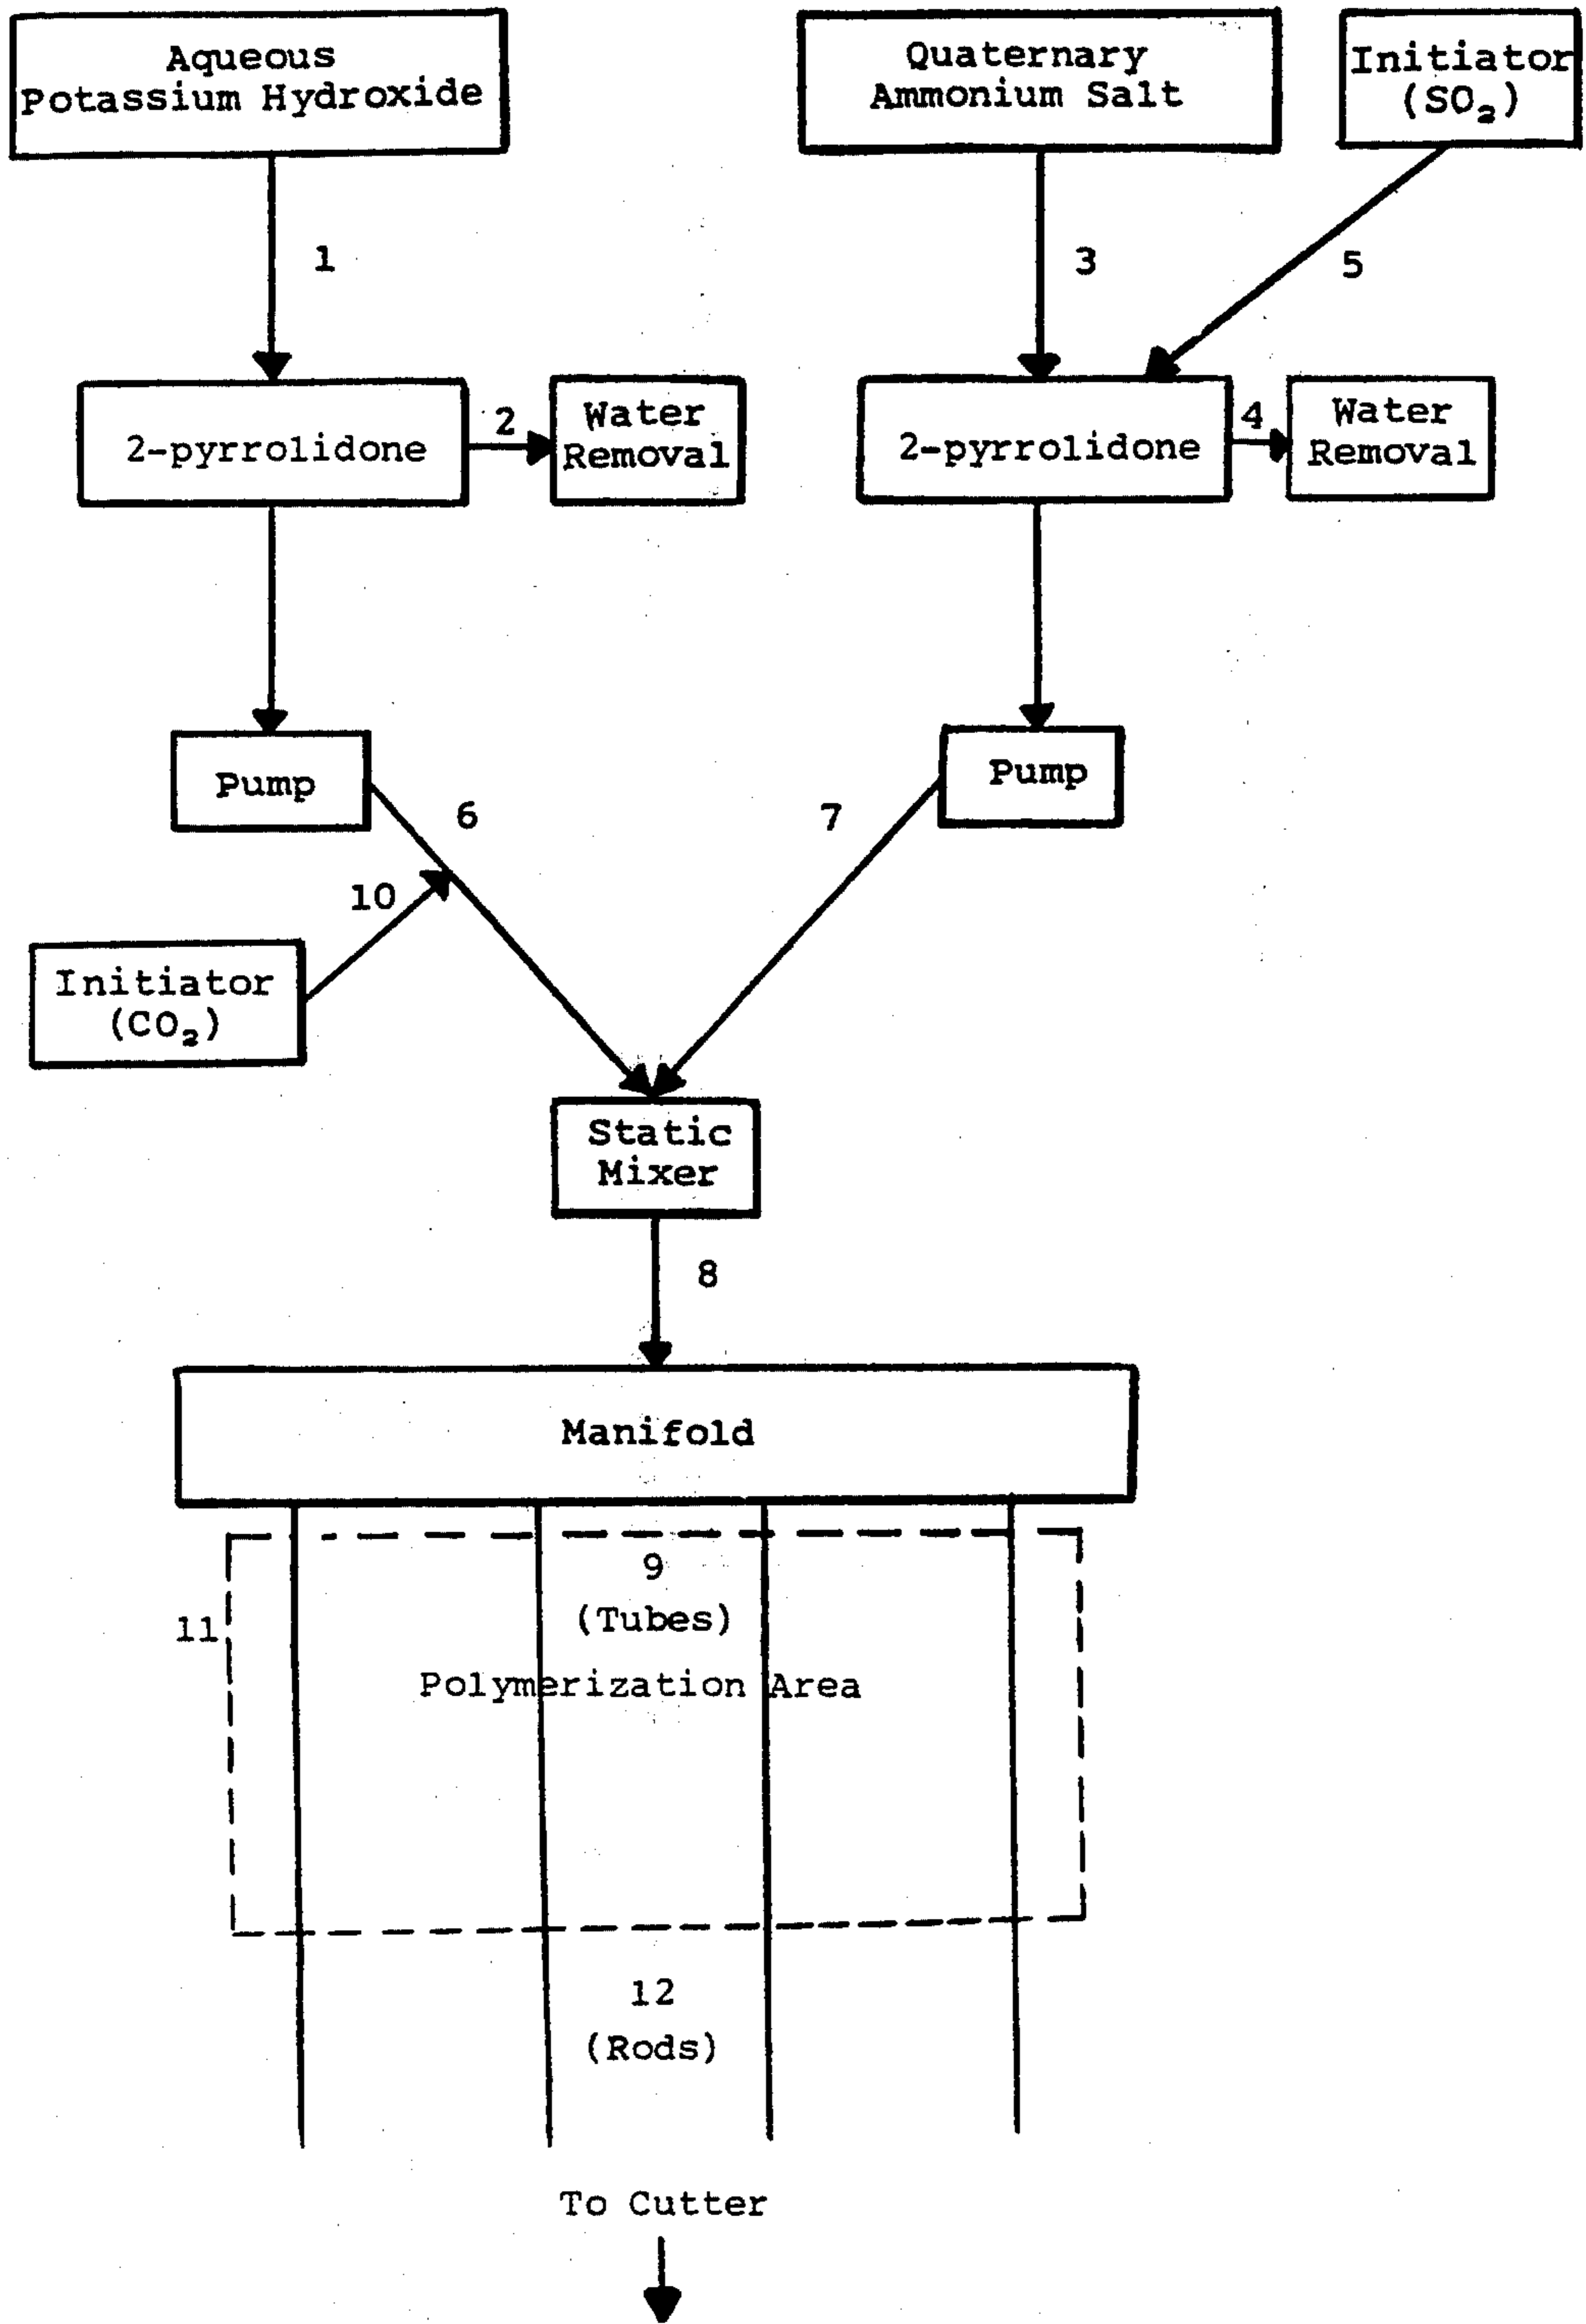 Aqueous
Potassium Hydroxide
Quaternary
Ammonium Salt
Initiator
(SO₂)
1
3
5
2-pyrrolidone
2
Water
Removal
2-pyrrolidone
4
Water
Removal
Pump
Pump
6
7
10
Initiator
(CO₂)
Static
Mixer
8
Manifold
9
(Tubes)
11
Polymerization Area
12
(Rods)
To Cutter